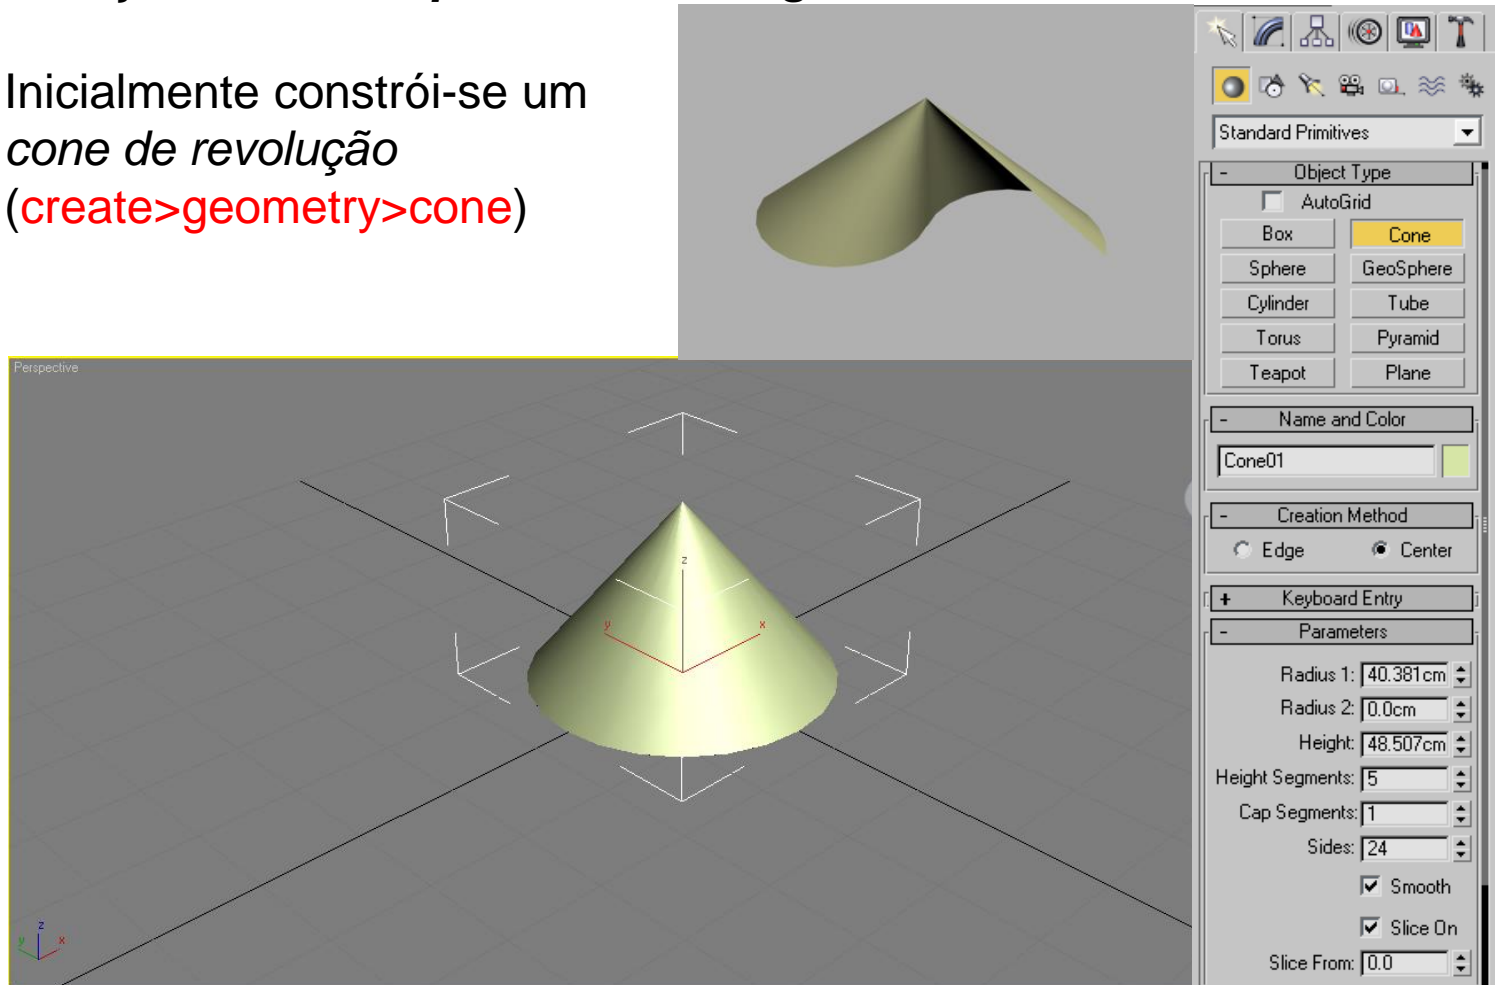 Inicialmente constrói-se um
cone de revolução
(create>geometry>cone)
Perspective
z
y
x
z
y
x
Standard Primitives
- Object Type
AutoGrid
Box Cone
Sphere GeoSphere
Cylinder Tube
Torus Pyramid
Teapot Plane
- Name and Color
Cone01
- Creation Method
Edge Center
+ Keyboard Entry
- Parameters
Radius 1: 40.381cm
Radius 2: 0.0cm
Height: 48.507cm
Height Segments: 5
Cap Segments: 1
Sides: 24
Smooth
Slice On
Slice From: 0.0